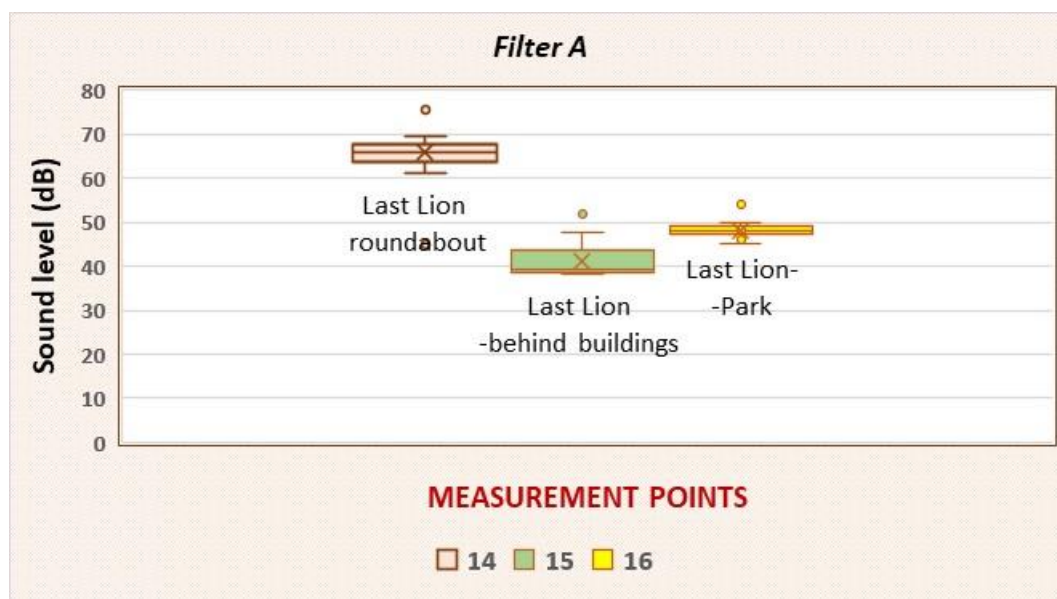 Filter A
80
70
60
50
40
30
20
10
0
Sound level (dB)
Last Lion
roundabout
Last Lion
-behind buildings
Last Lion-
-Park
MEASUREMENT POINTS
14 15 16